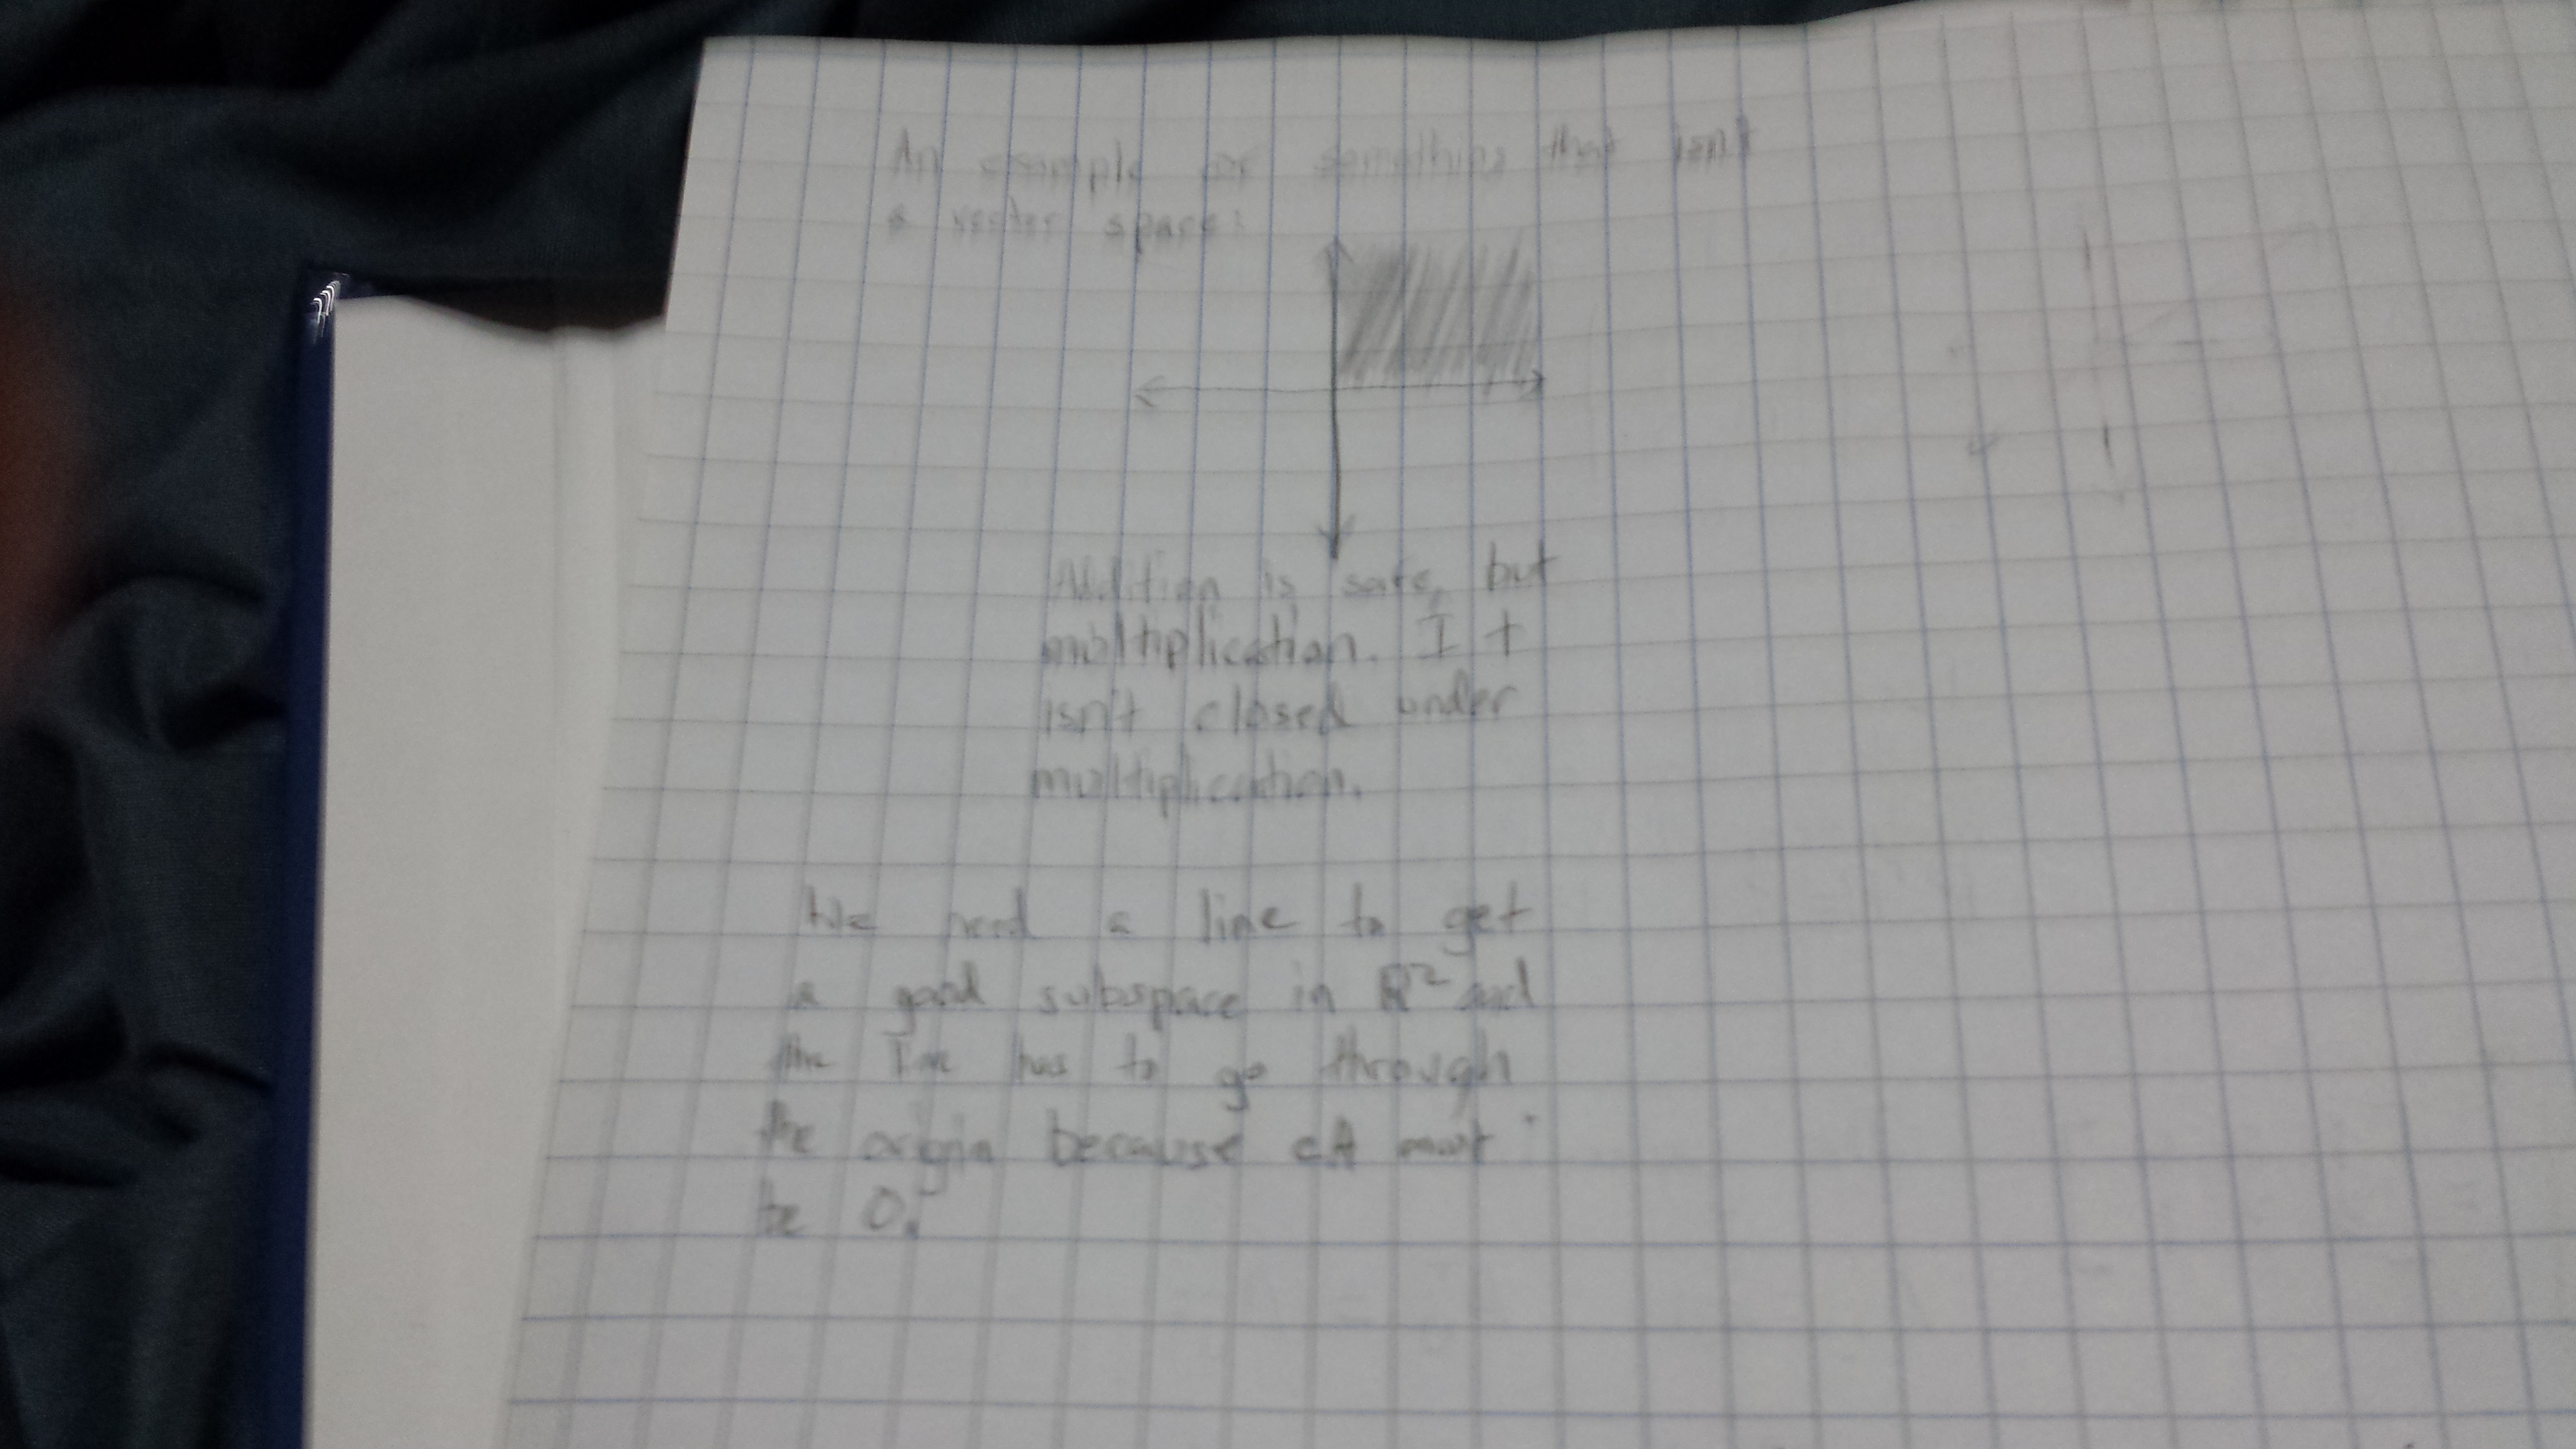 An example of something that isn't
a vector space:
Addition is safe, but
multiplication. It
isn't closed under
multiplication.
We need a line to get
a good subspace in R² and
the line has to go through
the origin because cA must
be 0.